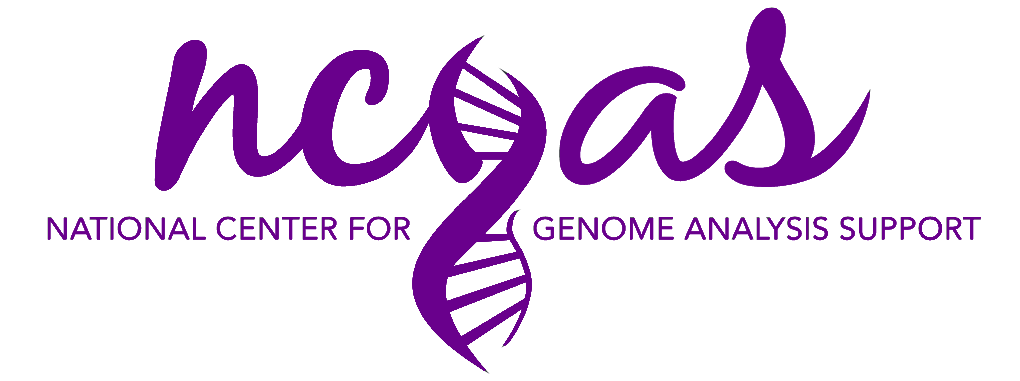 ncgas
NATIONAL CENTER FOR GENOME ANALYSIS SUPPORT